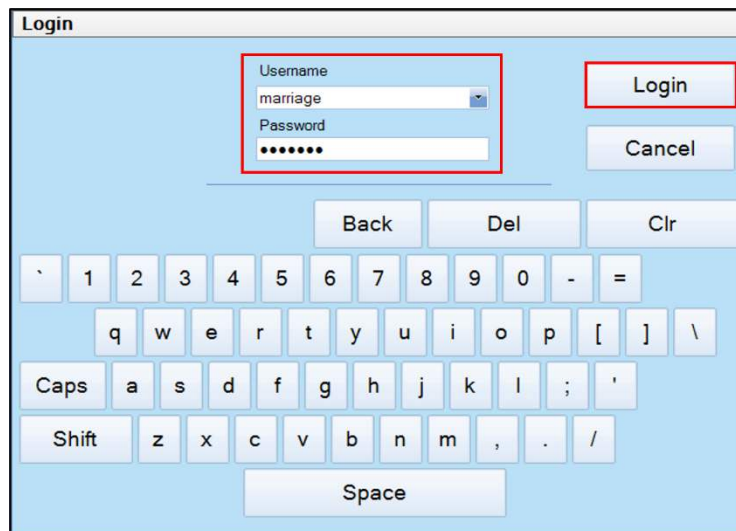 Login
Username
marriage
Login
Password
•••••••
Cancel
Back Del Clr
` 1 2 3 4 5 6 7 8 9 0 - =
q w e r t y u i o p [ ] \
Caps a s d f g h j k l ; '
Shift z x c v b n m , . /
Space